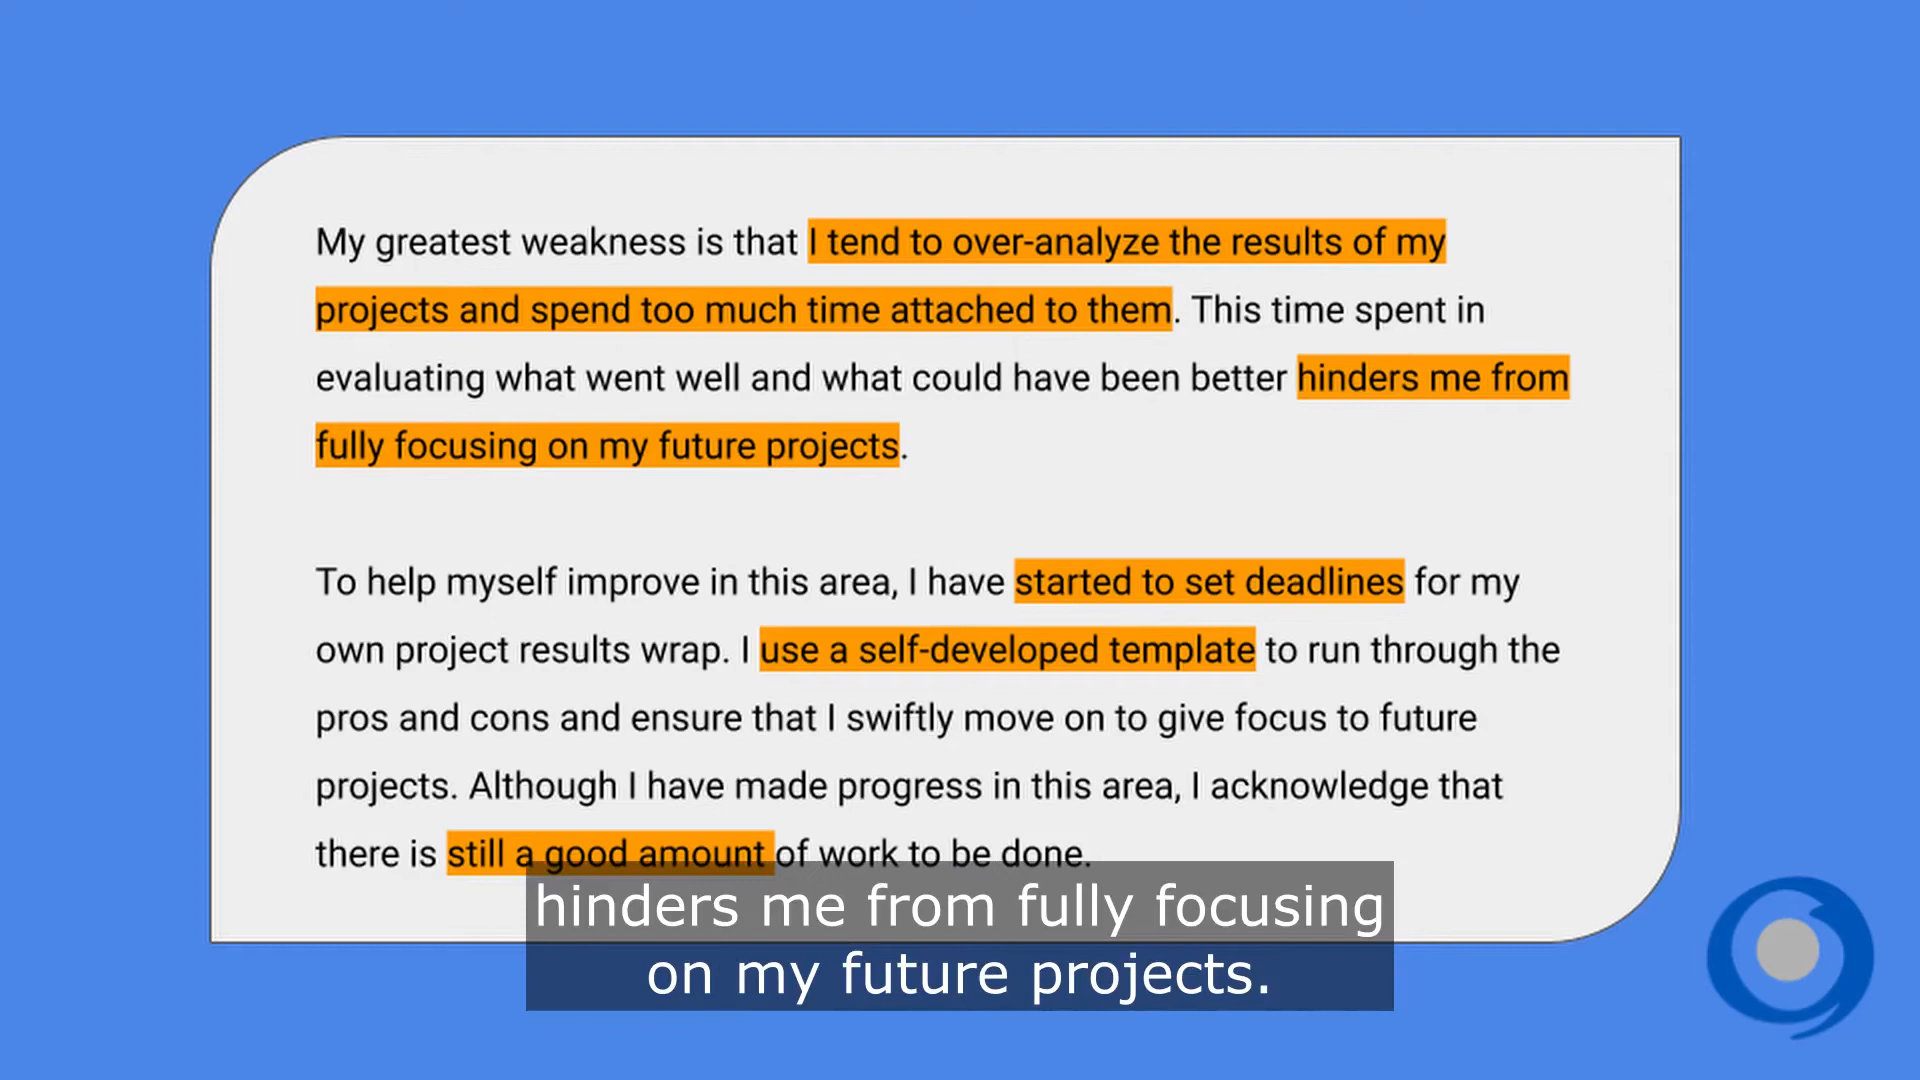 My greatest weakness is that I tend to over-analyze the results of my
projects and spend too much time attached to them. This time spent in
evaluating what went well and what could have been better hinders me from
fully focusing on my future projects.
To help myself improve in this area, I have started to set deadlines for my
own project results wrap. I use a self-developed template to run through the
pros and cons and ensure that I swiftly move on to give focus to future
projects. Although I have made progress in this area, I acknowledge that
there is still a good amount of work to be done.
hinders me from fully focusing
on my future projects.